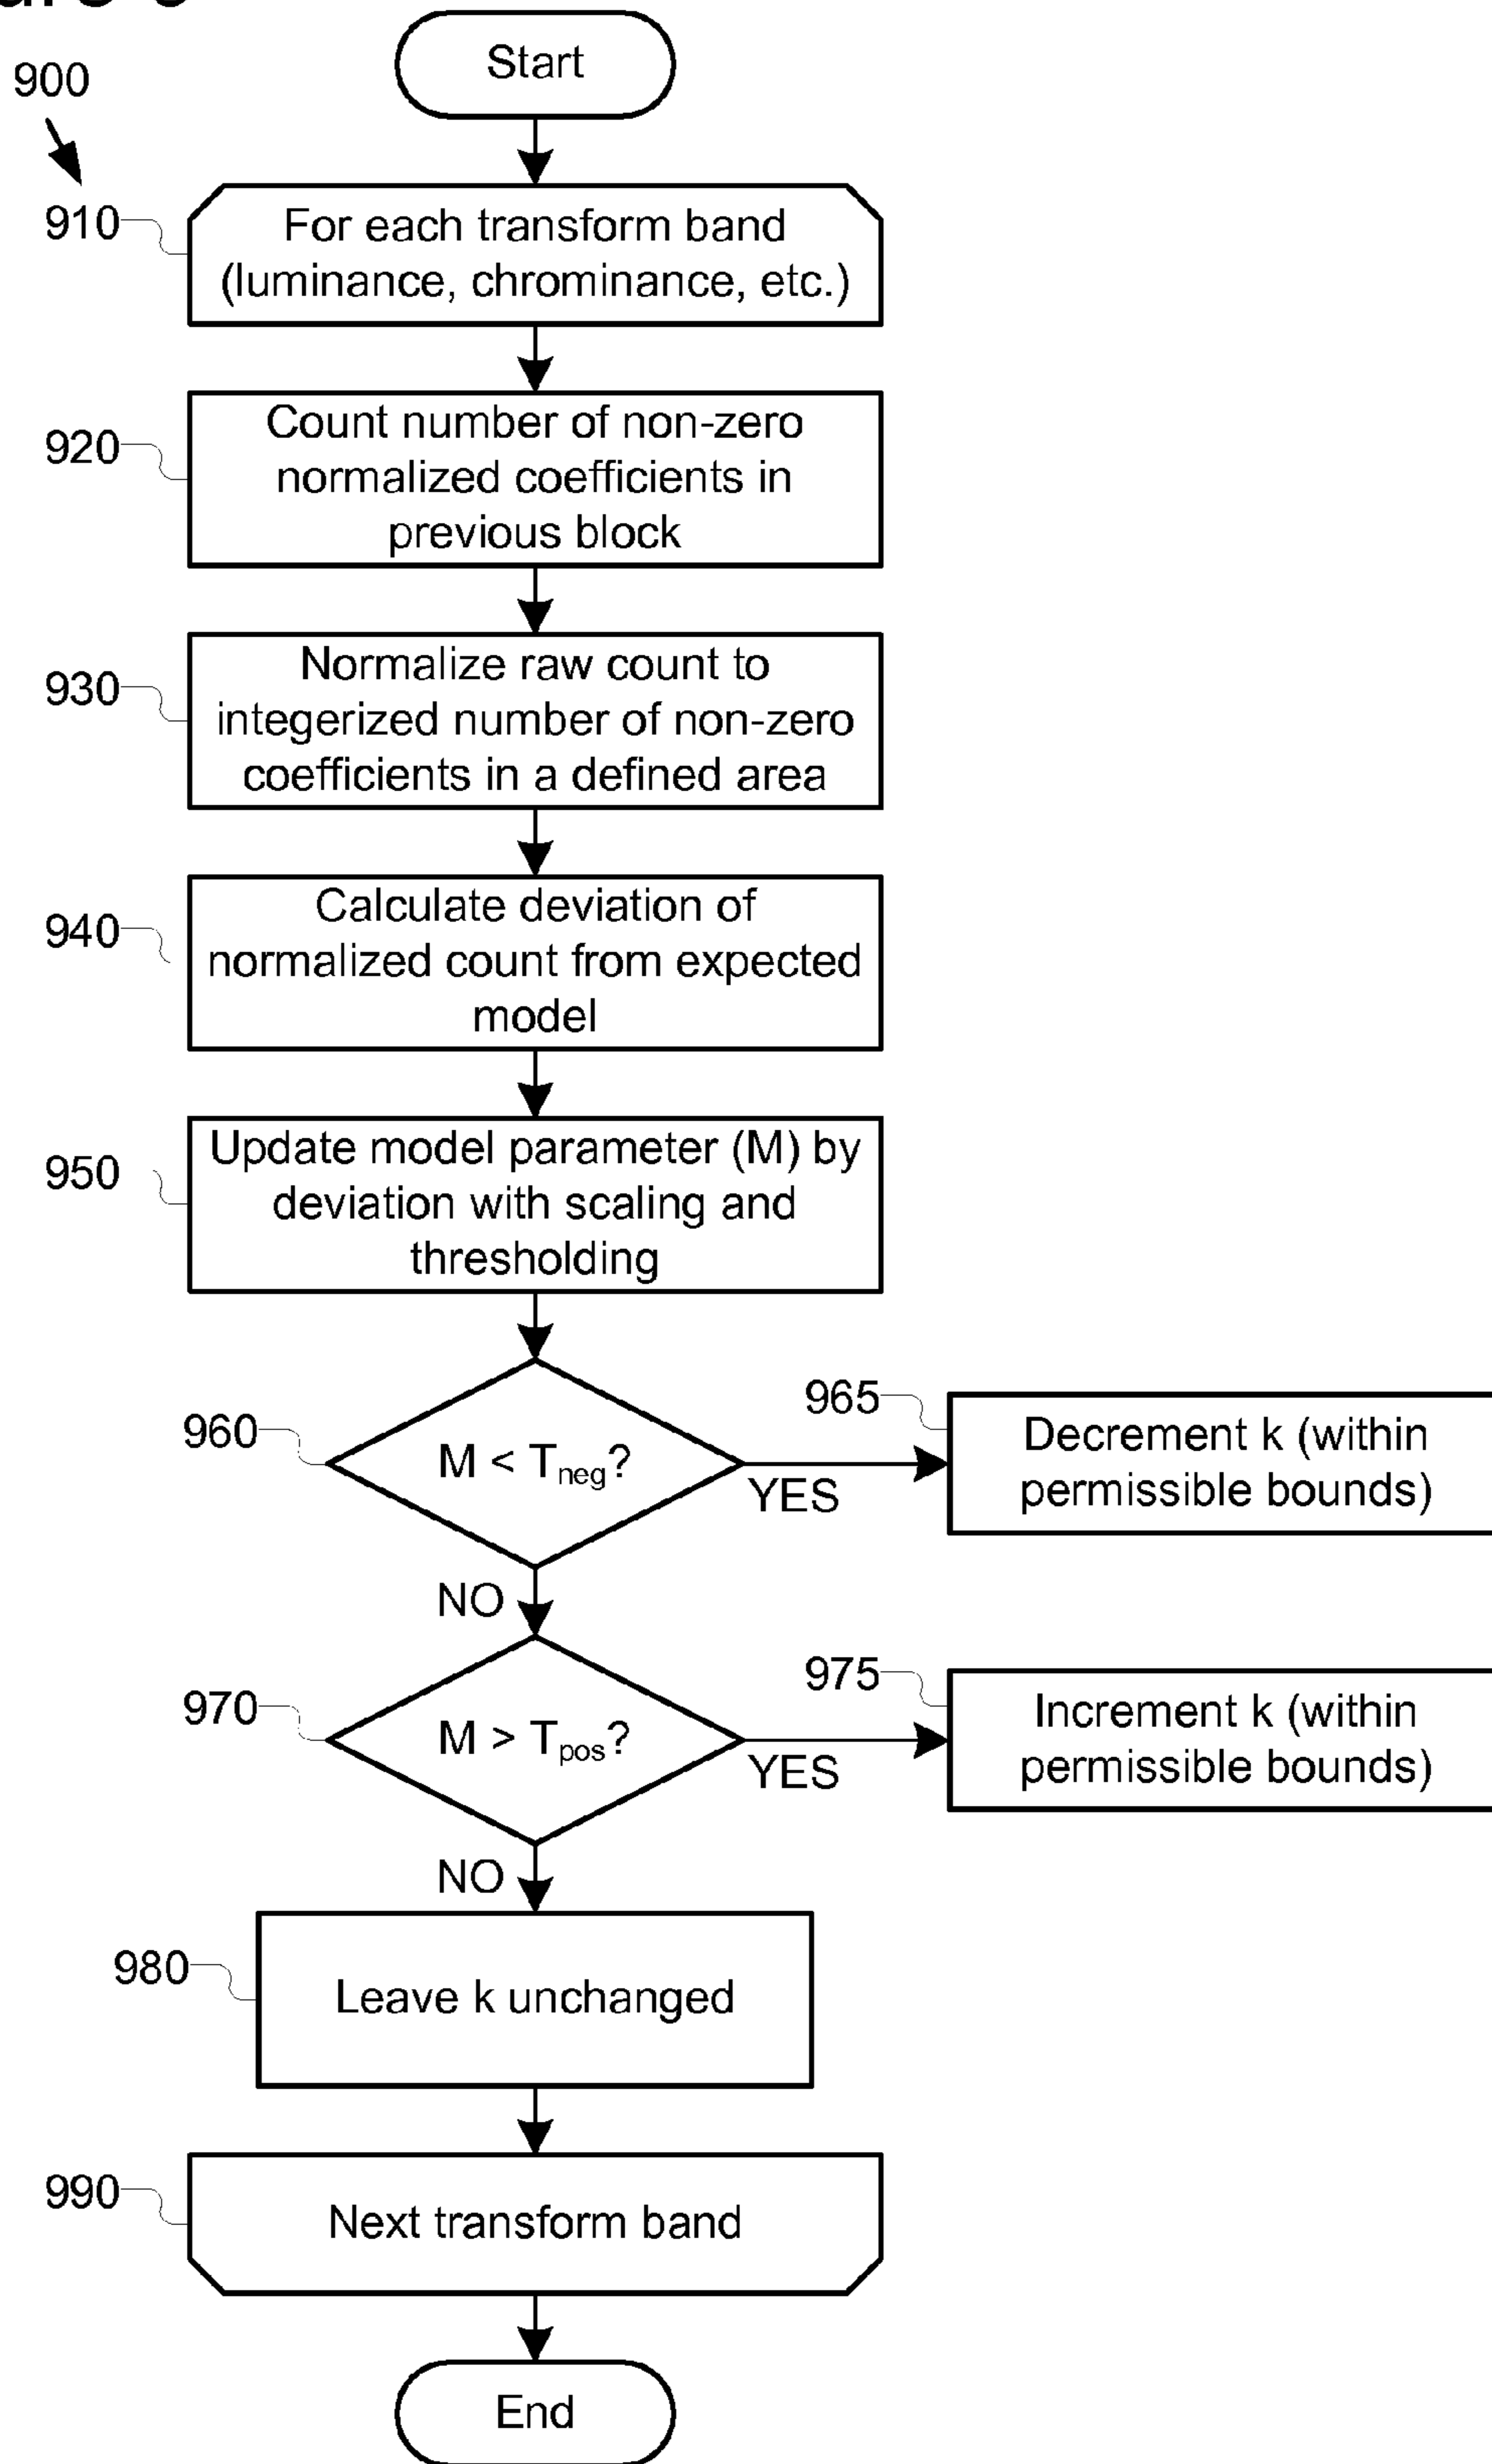 900
Start
910
For each transform band
(luminance, chrominance, etc.)
920
Count number of non-zero
normalized coefficients in
previous block
930
Normalize raw count to
integerized number of non-zero
coefficients in a defined area
940
Calculate deviation of
normalized count from expected
model
950
Update model parameter (M) by
deviation with scaling and
thresholding
960
M < Tneg?
YES
965
Decrement k (within
permissible bounds)
NO
970
M > Tpos?
YES
975
Increment k (within
permissible bounds)
NO
980
Leave k unchanged
990
Next transform band
End